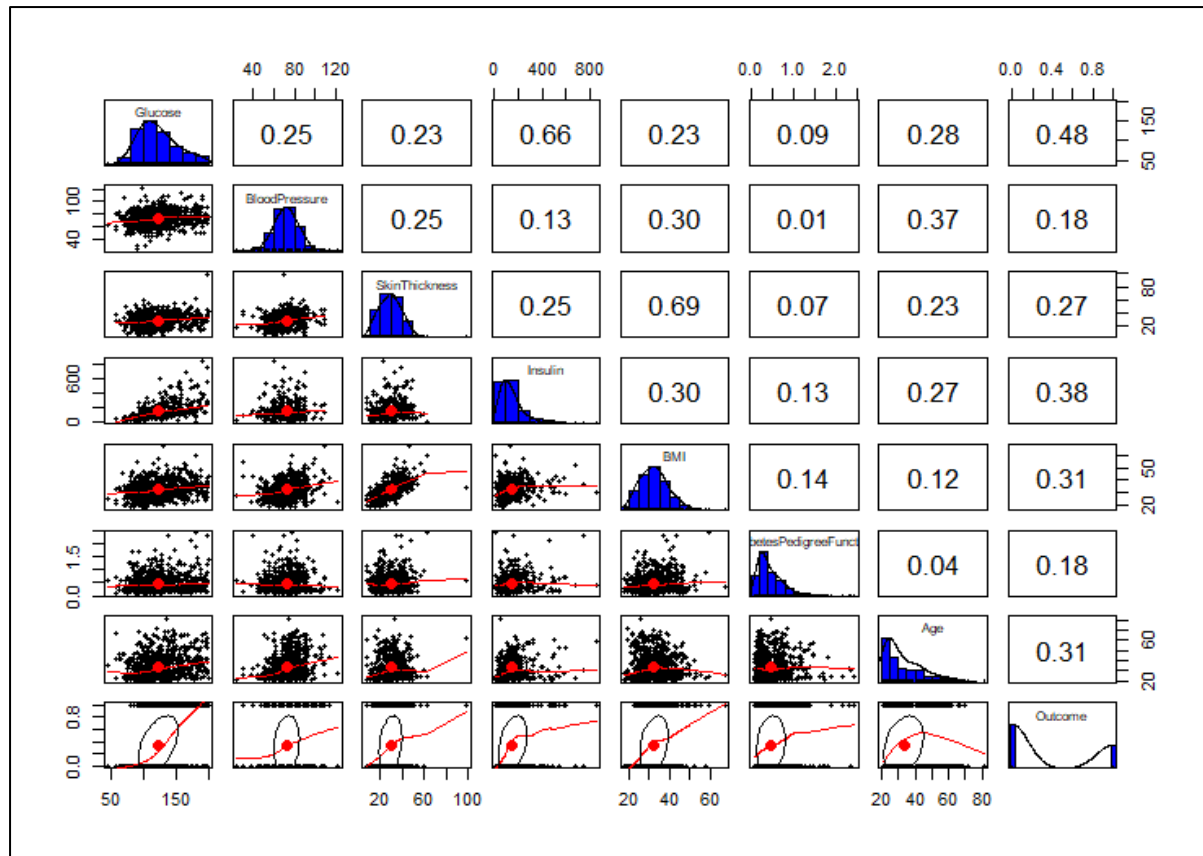 40 80 120 0 400 800 0.0 1.0 2.0 0.0 0.4 0.8
Glucose 0.25 0.23 0.66 0.23 0.09 0.28 0.48 50 150
40 100 BloodPressure 0.25 0.13 0.30 0.01 0.37 0.18
SkinThickness 0.25 0.69 0.07 0.23 0.27 20 80
0 600 Insulin 0.30 0.13 0.27 0.38
BMI 0.14 0.12 0.31 20 50
0.0 1.5 betesPedigreeFunct 0.04 0.18
Age 0.31 20 60
0.0 0.8 Outcome
50 150 20 60 100 20 40 60 20 40 60 80